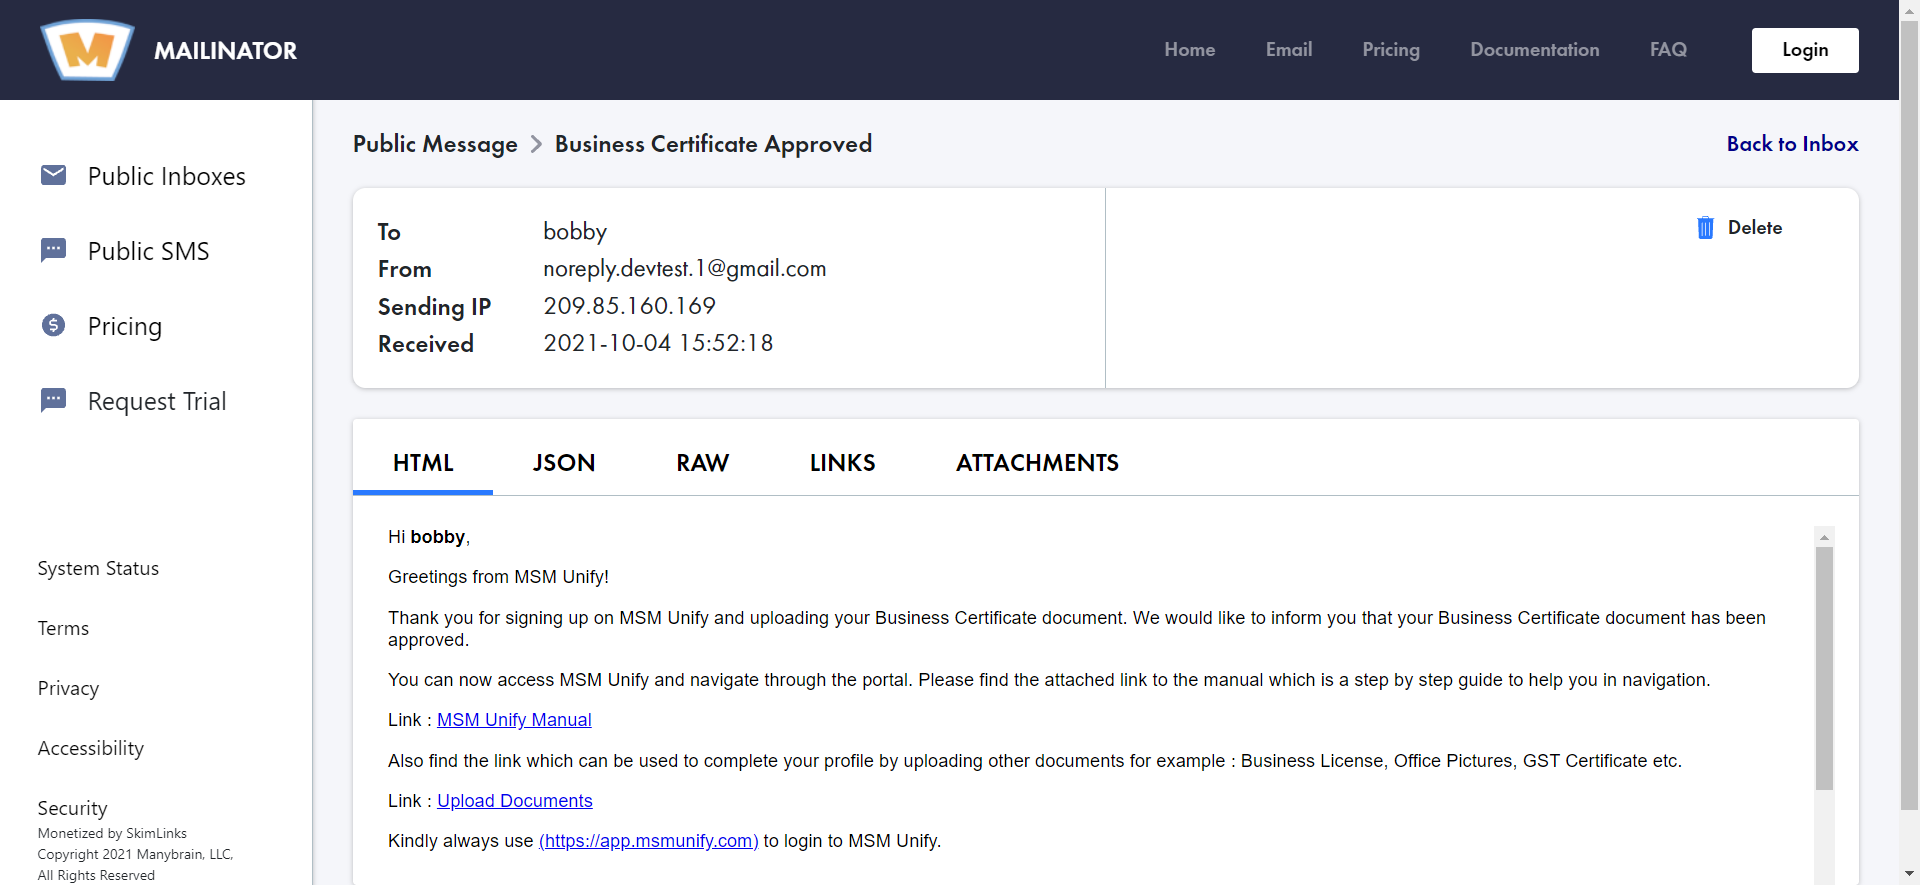 MAILINATOR
Home Email Pricing Documentation FAQ Login
Public Inboxes
Public SMS
Pricing
Request Trial
System Status
Terms
Privacy
Accessibility
Security
Monetized by SkimLinks
Copyright 2021 Manybrain, LLC,
All Rights Reserved
Public Message > Business Certificate Approved
Back to Inbox
To bobby
From noreply.devtest.1@gmail.com
Sending IP 209.85.160.169
Received 2021-10-04 15:52:18
Delete
HTML JSON RAW LINKS ATTACHMENTS
Hi bobby,
Greetings from MSM Unify!
Thank you for signing up on MSM Unify and uploading your Business Certificate document. We would like to inform you that your Business Certificate document has been
approved.
You can now access MSM Unify and navigate through the portal. Please find the attached link to the manual which is a step by step guide to help you in navigation.
Link : MSM Unify Manual
Also find the link which can be used to complete your profile by uploading other documents for example : Business License, Office Pictures, GST Certificate etc.
Link : Upload Documents
Kindly always use (https://app.msmunify.com) to login to MSM Unify.